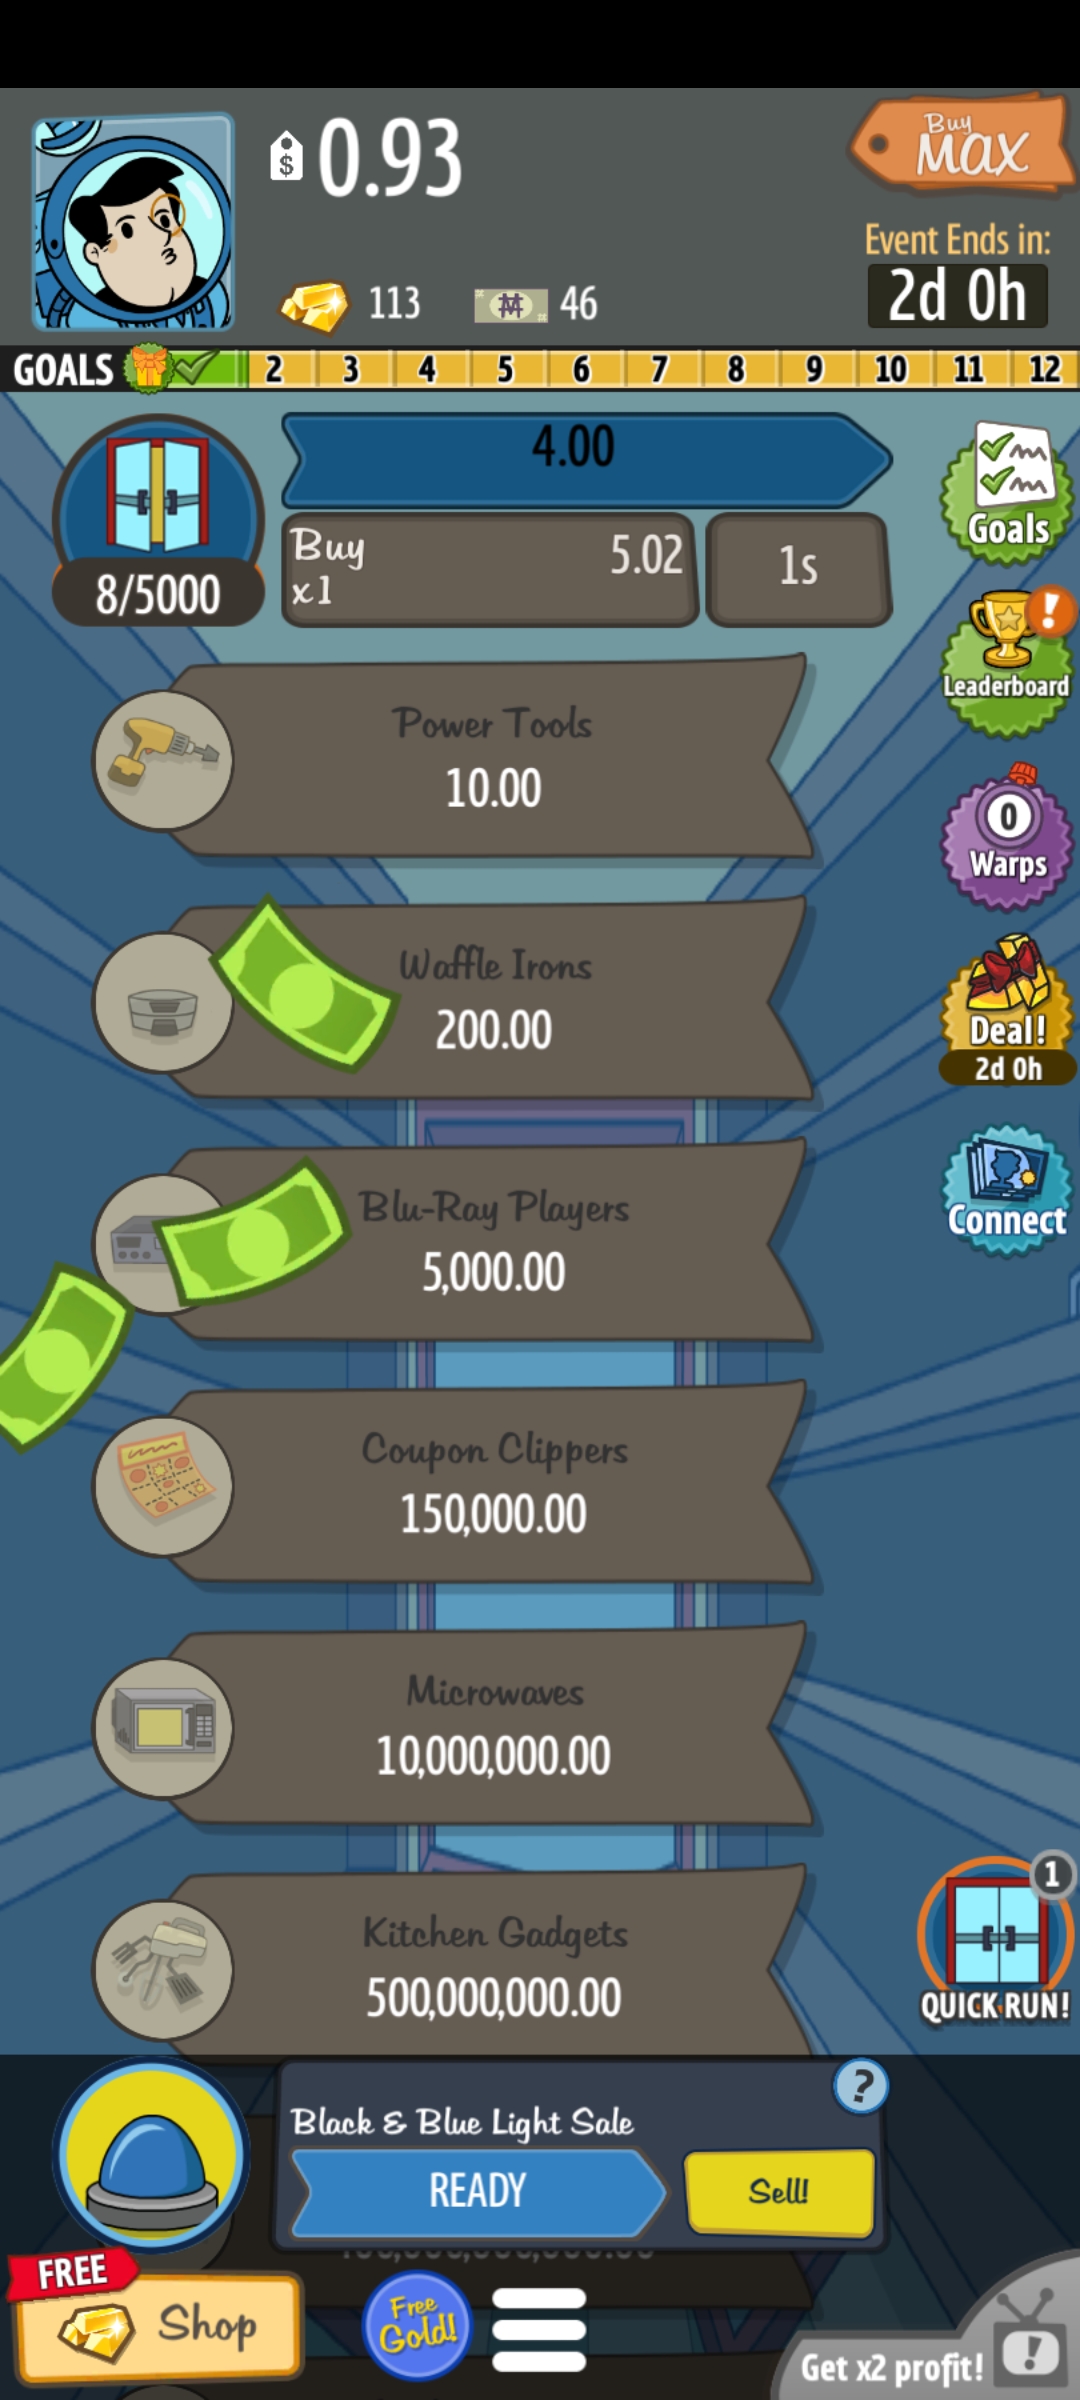 $ 0.93
Buy
MAX
Event Ends in:
2d 0h
113
46
GOALS 2 3 4 5 6 7 8 9 10 11 12
4.00
Buy
x1
5.02
1s
8/5000
Goals
Power Tools
10.00
!
Leaderboard
0
Warps
Waffle Irons
200.00
Deal!
2d 0h
Blu-Ray Players
5,000.00
Connect
Coupon Clippers
150,000.00
Microwaves
10,000,000.00
1
QUICK RUN!
Kitchen Gadgets
500,000,000.00
?
Black & Blue Light Sale
READY
Sell!
FREE
Shop
Free
Gold!
Get x2 profit!
!